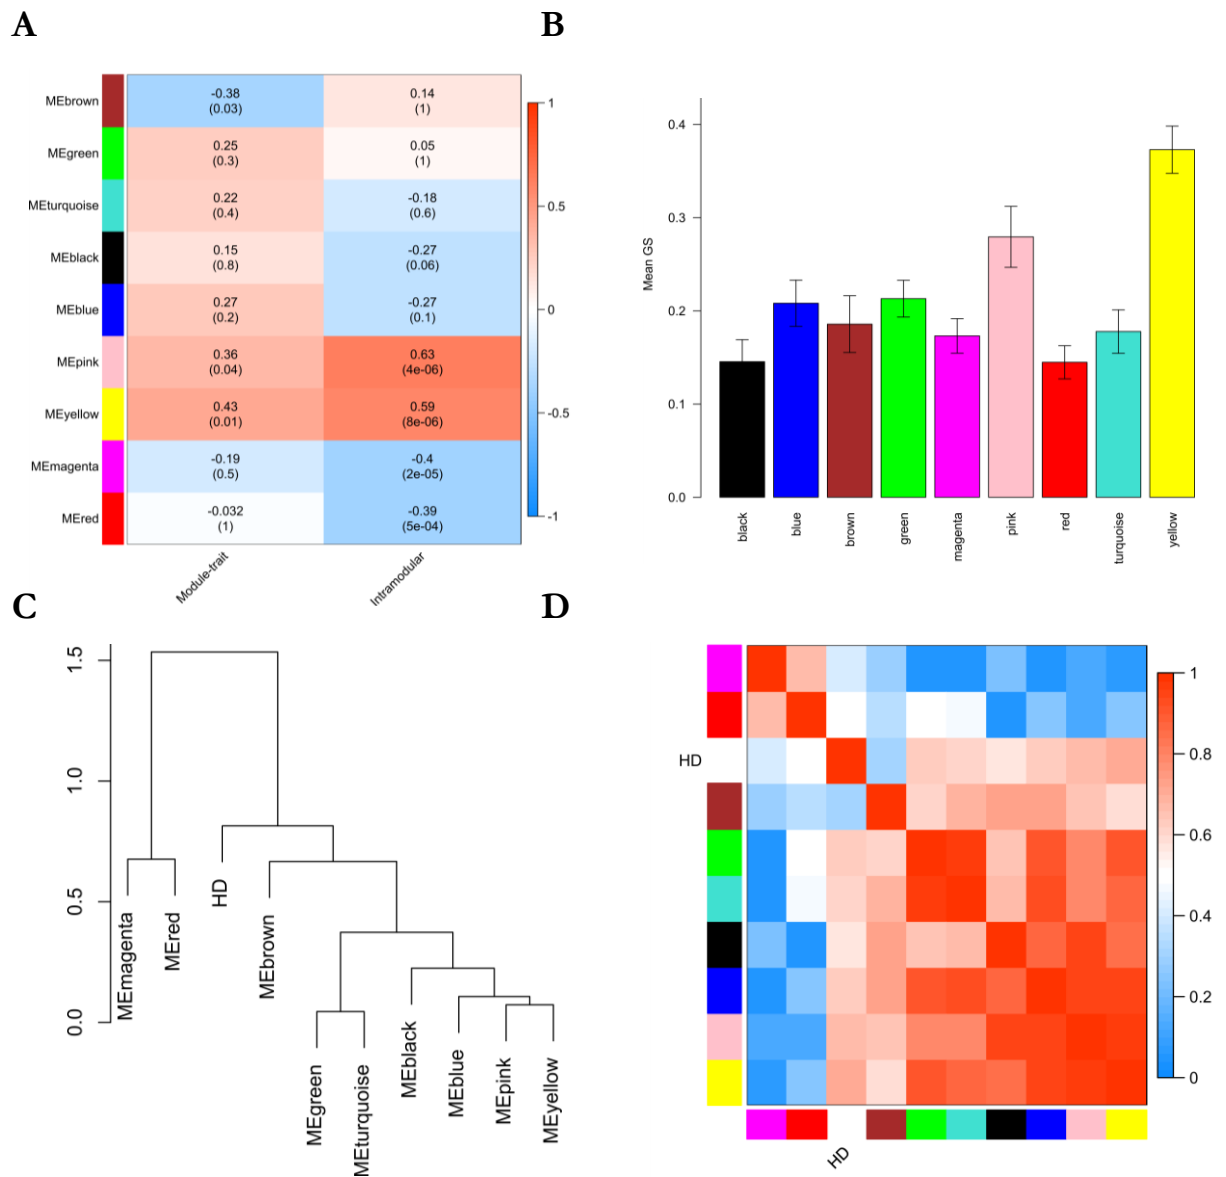 A
B
MEbrown
-0.38
(0.03)
0.14
(1)
MEgreen
0.25
(0.3)
0.05
(1)
MEturquoise
0.22
(0.4)
-0.18
(0.6)
MEblack
0.15
(0.8)
-0.27
(0.06)
MEblue
0.27
(0.2)
-0.27
(0.1)
MEpink
0.36
(0.04)
0.63
(4e-06)
MEyellow
0.43
(0.01)
0.59
(8e-06)
MEmagenta
-0.19
(0.5)
-0.4
(2e-05)
MEred
-0.032
(1)
-0.39
(5e-04)
Module-trait
Intramodular
1
0.5
0
-0.5
-1
Mean GS
0.4
0.3
0.2
0.1
0.0
black
blue
brown
green
magenta
pink
red
turquoise
yellow
C
D
1.5
1.0
0.5
0.0
MEmagenta
MEred
HD
MEbrown
MEgreen
MEturquoise
MEblack
MEblue
MEpink
MEyellow
HD
HD
1
0.8
0.6
0.4
0.2
0